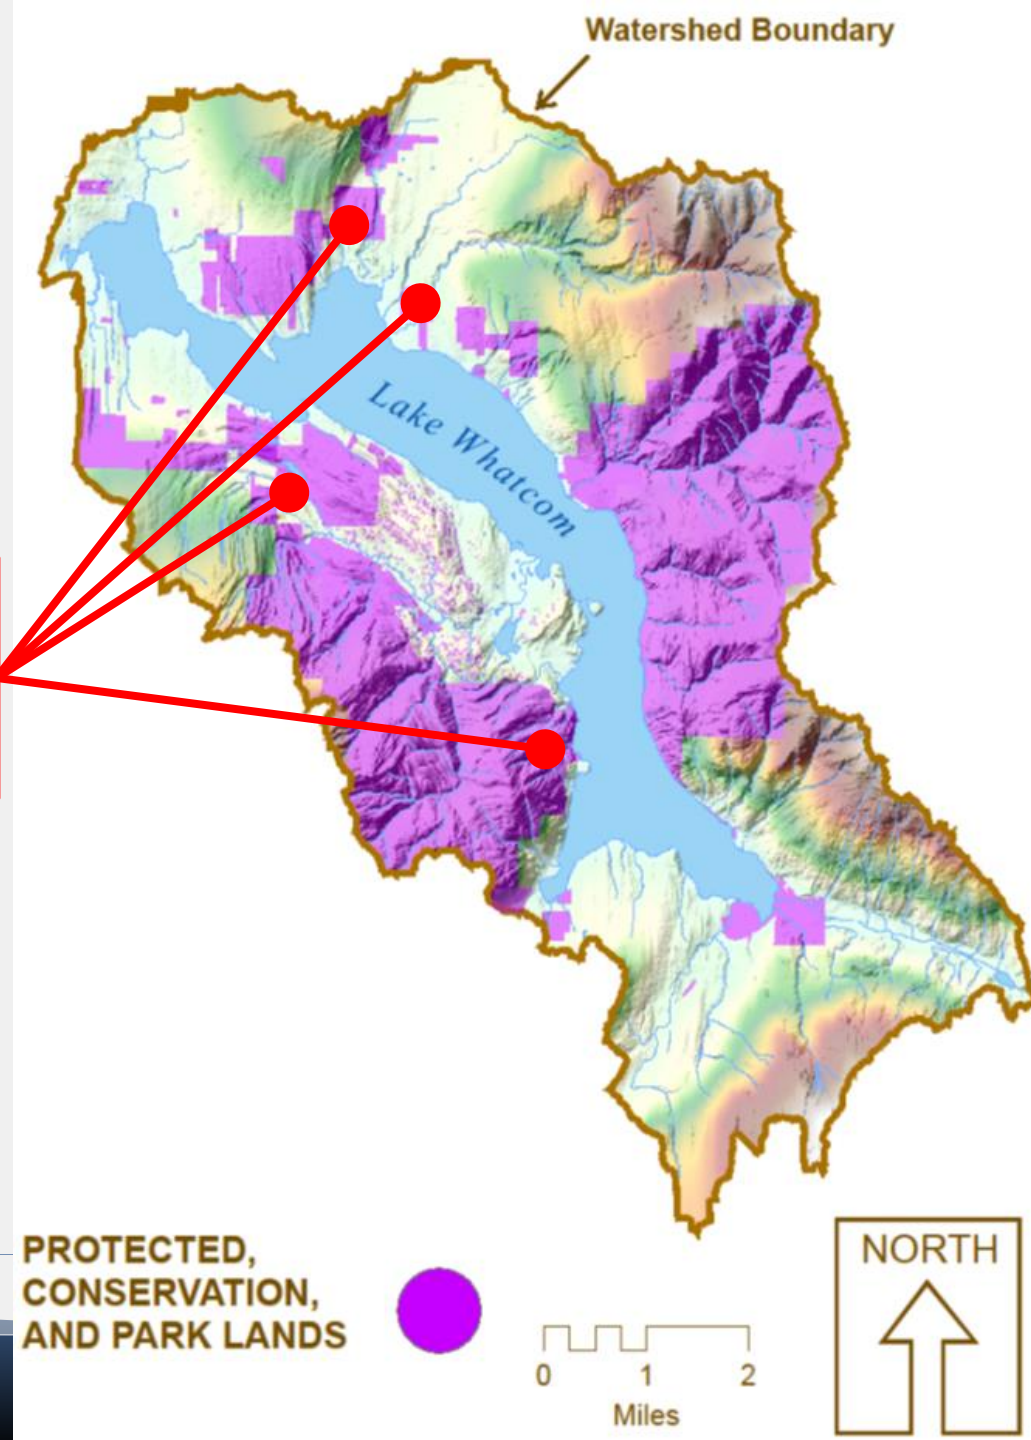 Watershed Boundary
Lake Whatcom
PROTECTED,
CONSERVATION,
AND PARK LANDS
NORTH
0 1 2
Miles